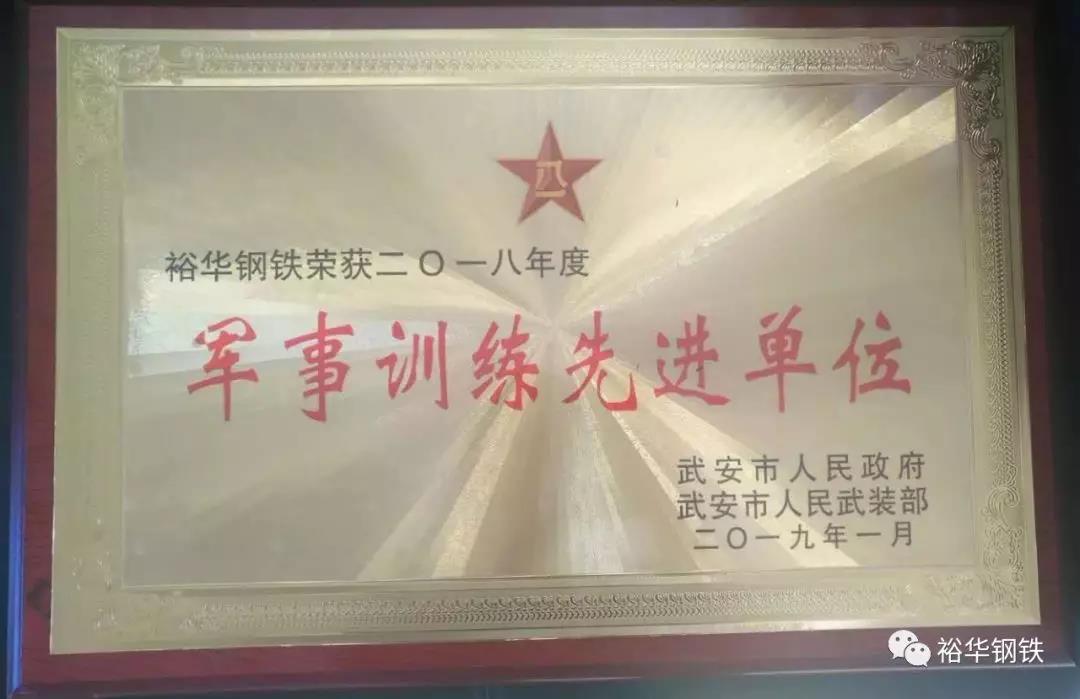 八一
裕华钢铁荣获二〇一八年度
军事训练先进单位
武安市人民政府
武安市人民武装部
二〇一九年一月
裕华钢铁